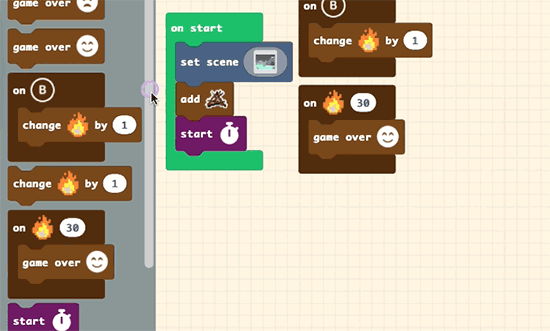 game over
game over
on B
change by 1
change by 1
on 30
game over
start
on start
set scene
add
start
on B
change by 1
on 30
game over